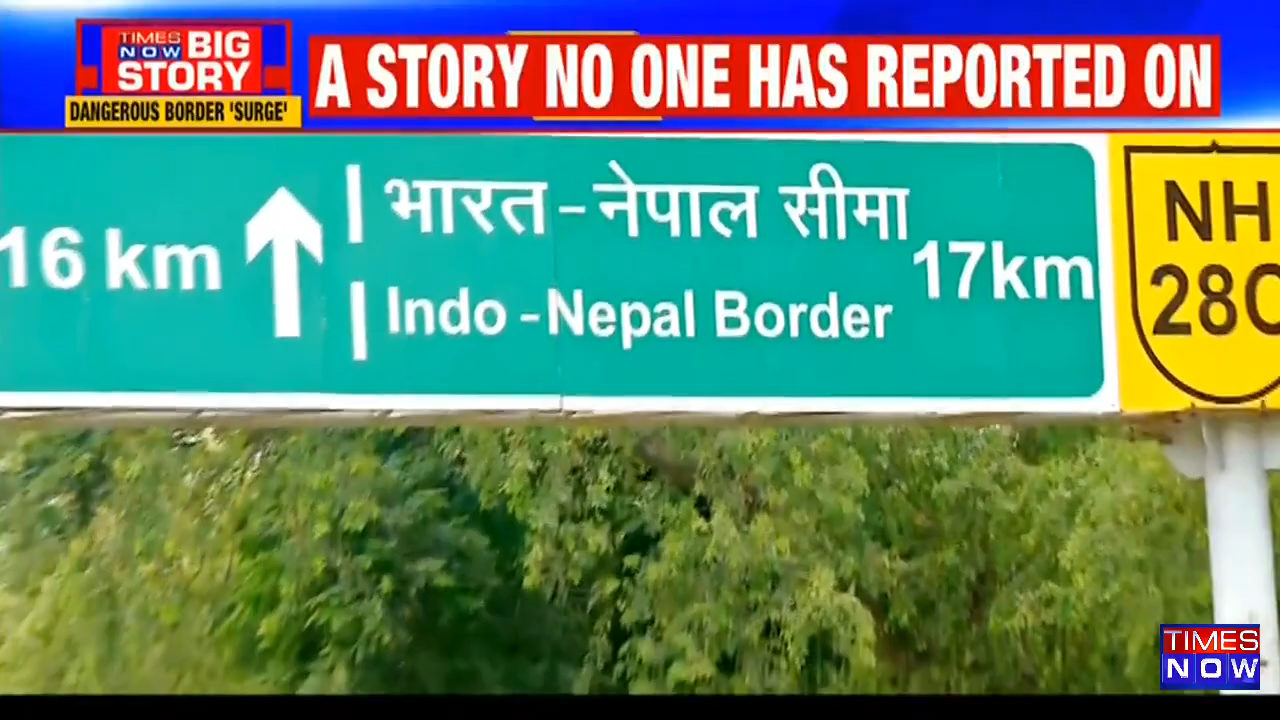 TIMES
NOW BIG
STORY
DANGEROUS BORDER 'SURGE'
A STORY NO ONE HAS REPORTED ON
16 km
भारत - नेपाल सीमा
Indo - Nepal Border
17km
NH
28C
TIMES
NOW